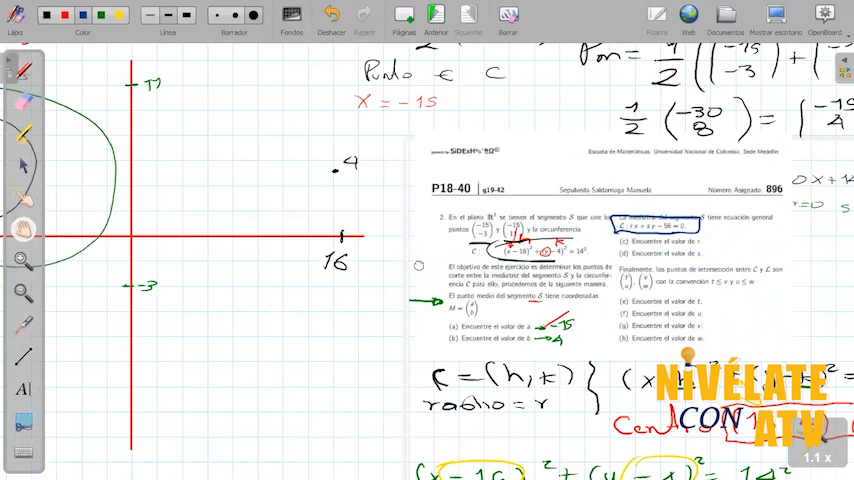 Lápiz
Color
Línea
Borrador
Fondos
Deshacer
Repetir
Páginas
Anterior
Siguiente
Borrar
Pizarra
Web
Documentos
Mostrar escritorio
OpenBoard
Punto ∈ C
X = -15
4
16
-3
1/2 (-30 8) =
SiDEx
Escuela de Matemáticas, Universidad Nacional de Colombia, Sede Medellín
P18-40 g19-42 Sepulveda Saldarriaga Manuela Número Asignado: 896
2. En el plano ℝ² se tienen el segmento S que une los
puntos (-15 -3) y (-15 11) y la circunferencia
C : (x-16)² + (y-4)² = 14².
El objetivo de este ejercicio es determinar los puntos de
corte entre la mediatriz del segmento S y la circunferen-
cia C para ello, procedemos de la siguiente manera.
El punto medio del segmento S tiene coordenadas
M = (a b)
(a) Encuentre el valor de a. → -15
(b) Encuentre el valor de b. → 4
La mediatriz del segmento S tiene ecuación general
L : rx + sy - 56 = 0.
(c) Encuentre el valor de r.
(d) Encuentre el valor de s.
Finalmente, los puntos de intersección entre C y L son
(t u), (v w) con la convención t ≤ v y u ≤ w
(e) Encuentre el valor de t.
(f) Encuentre el valor de u.
(g) Encuentre el valor de v.
(h) Encuentre el valor de w.
C = (h, k)
radio = r
NiVÉLATE
CON
ATV
Centro
1.1 x